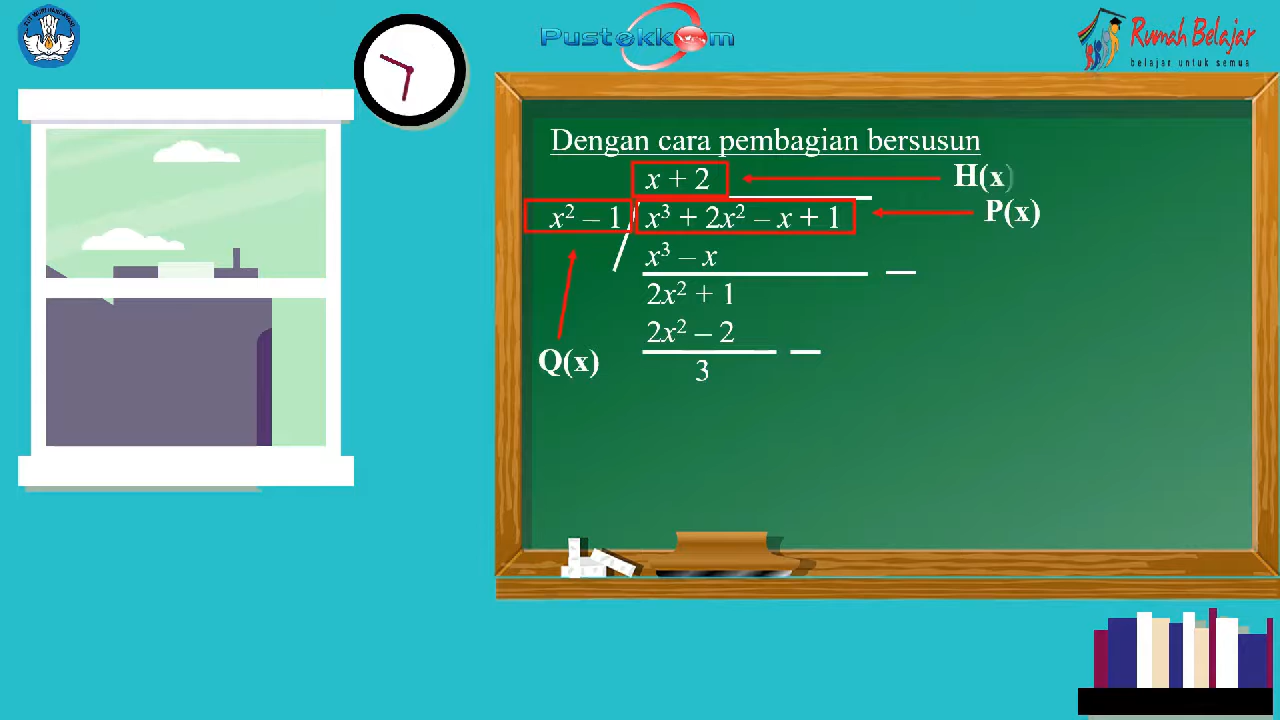 Pustekkom
Rumah Belajar
belajar untuk semua
Dengan cara pembagian bersusun
x + 2
H(x)
x² – 1
x³ + 2x² – x + 1
P(x)
x³ – x
–
2x² + 1
2x² – 2
–
Q(x)
3